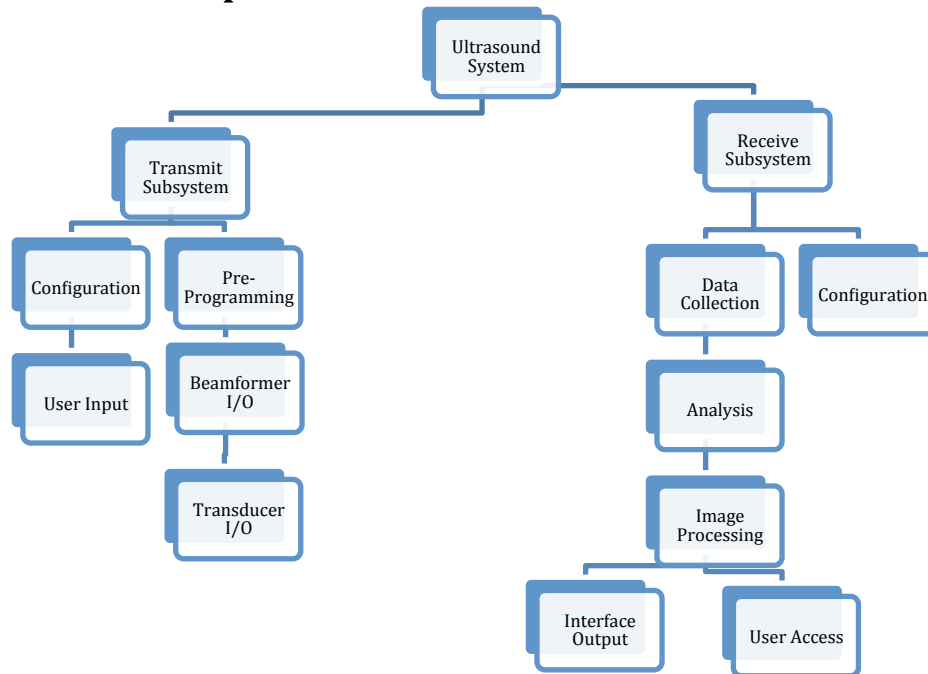 Ultrasound
System
Transmit
Subsystem
Receive
Subsystem
Configuration
Pre-
Programming
Data
Collection
Configuration
User Input
Beamformer
I/O
Analysis
Transducer
I/O
Image
Processing
Interface
Output
User Access